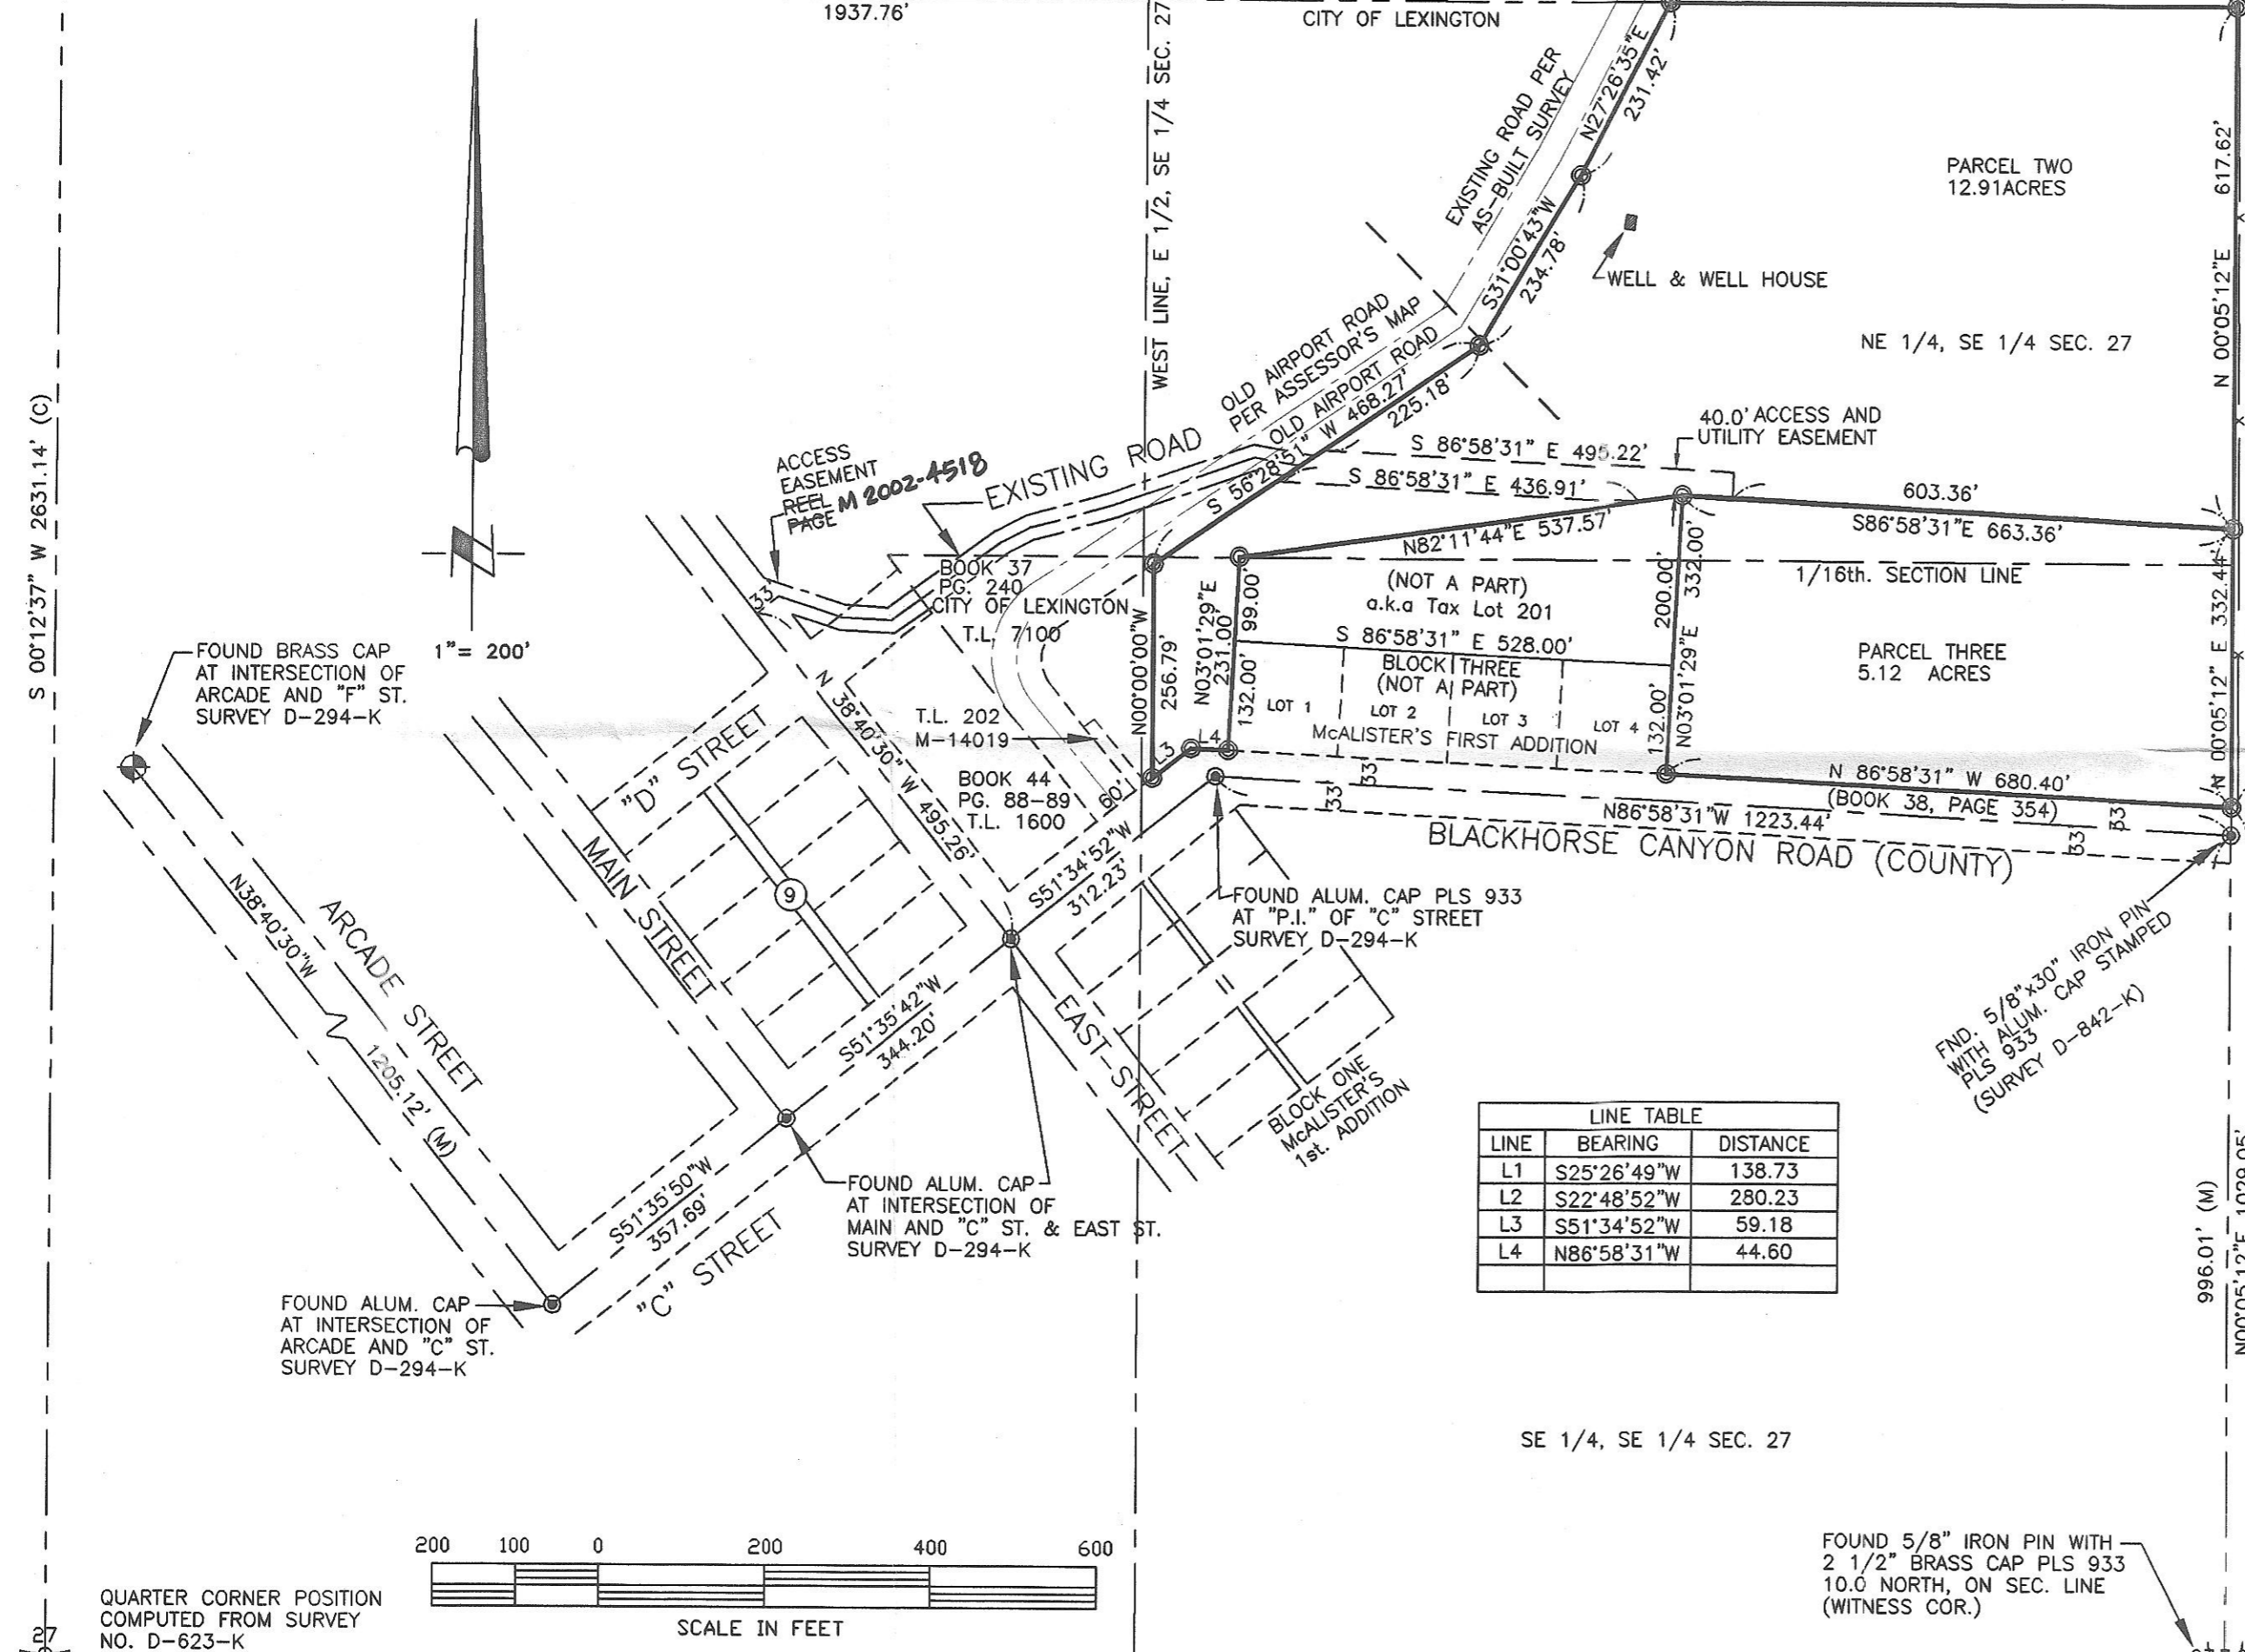 1937.76'
CITY OF LEXINGTON
S 00°12'37" W 2631.14' (C)
WEST LINE, E 1/2, SE 1/4 SEC. 27
EXISTING ROAD PER
AS-BUILT SURVEY
N27°26'35"E
231.42'
S31°00'43"W
234.78'
PARCEL TWO
12.91ACRES
N 00°05'12"E 617.62'
WELL & WELL HOUSE
NE 1/4, SE 1/4 SEC. 27
OLD AIRPORT ROAD
PER ASSESSOR'S MAP
OLD AIRPORT ROAD
S 56°28'51" W 468.27'
225.18'
40.0' ACCESS AND
UTILITY EASEMENT
S 86°58'31" E 495.22'
S 86°58'31" E 436.91'
603.36'
S86°58'31"E 663.36'
ACCESS
EASEMENT
REEL M 2002-4518
PAGE
EXISTING ROAD
N82°11'44"E 537.57'
1/16th. SECTION LINE
BOOK 37
PG. 240
CITY OF LEXINGTON
T.L. 7100
33
(NOT A PART)
a.k.a Tax Lot 201
S 86°58'31" E 528.00'
BLOCK THREE
(NOT A PART)
LOT 1
LOT 2
LOT 3
LOT 4
McALISTER'S FIRST ADDITION
N00°00'00"W
256.79'
N03°01'29"E
231.00'
99.00'
132.00'
L3
L4
200.00'
332.00'
132.00'
N03°01'29"E
PARCEL THREE
5.12 ACRES
N 00°05'12" E 332.44'
FOUND BRASS CAP
AT INTERSECTION OF
ARCADE AND "F" ST.
SURVEY D-294-K
1"= 200'
T.L. 202
M-14019
BOOK 44
PG. 88-89
T.L. 1600
N 38°40'30" W 495.26'
60'
"D" STREET
MAIN STREET
9
N 86°58'31" W 680.40'
(BOOK 38, PAGE 354)
N86°58'31"W 1223.44'
33
33
33
33
BLACKHORSE CANYON ROAD (COUNTY)
S51°34'52"W
312.23'
FOUND ALUM. CAP PLS 933
AT "P.I." OF "C" STREET
SURVEY D-294-K
N38°40'30"W
1205.12' (M)
ARCADE STREET
S51°35'42"W
344.20'
EAST STREET
11
BLOCK ONE
McALISTER'S
1st. ADDITION
FND. 5/8"x30" IRON PIN
WITH ALUM. CAP STAMPED
PLS 933
(SURVEY D-842-K)
S51°35'50"W
357.69'
"C" STREET
FOUND ALUM. CAP
AT INTERSECTION OF
MAIN AND "C" ST. & EAST ST.
SURVEY D-294-K
FOUND ALUM. CAP
AT INTERSECTION OF
ARCADE AND "C" ST.
SURVEY D-294-K
LINE TABLE
LINE BEARING DISTANCE
L1 S25°26'49"W 138.73
L2 S22°48'52"W 280.23
L3 S51°34'52"W 59.18
L4 N86°58'31"W 44.60
996.01' (M)
N00°05'12"E 1029.05'
SE 1/4, SE 1/4 SEC. 27
200 100 0 200 400 600
SCALE IN FEET
QUARTER CORNER POSITION
COMPUTED FROM SURVEY
NO. D-623-K
27
FOUND 5/8" IRON PIN WITH
2 1/2" BRASS CAP PLS 933
10.0 NORTH, ON SEC. LINE
(WITNESS COR.)